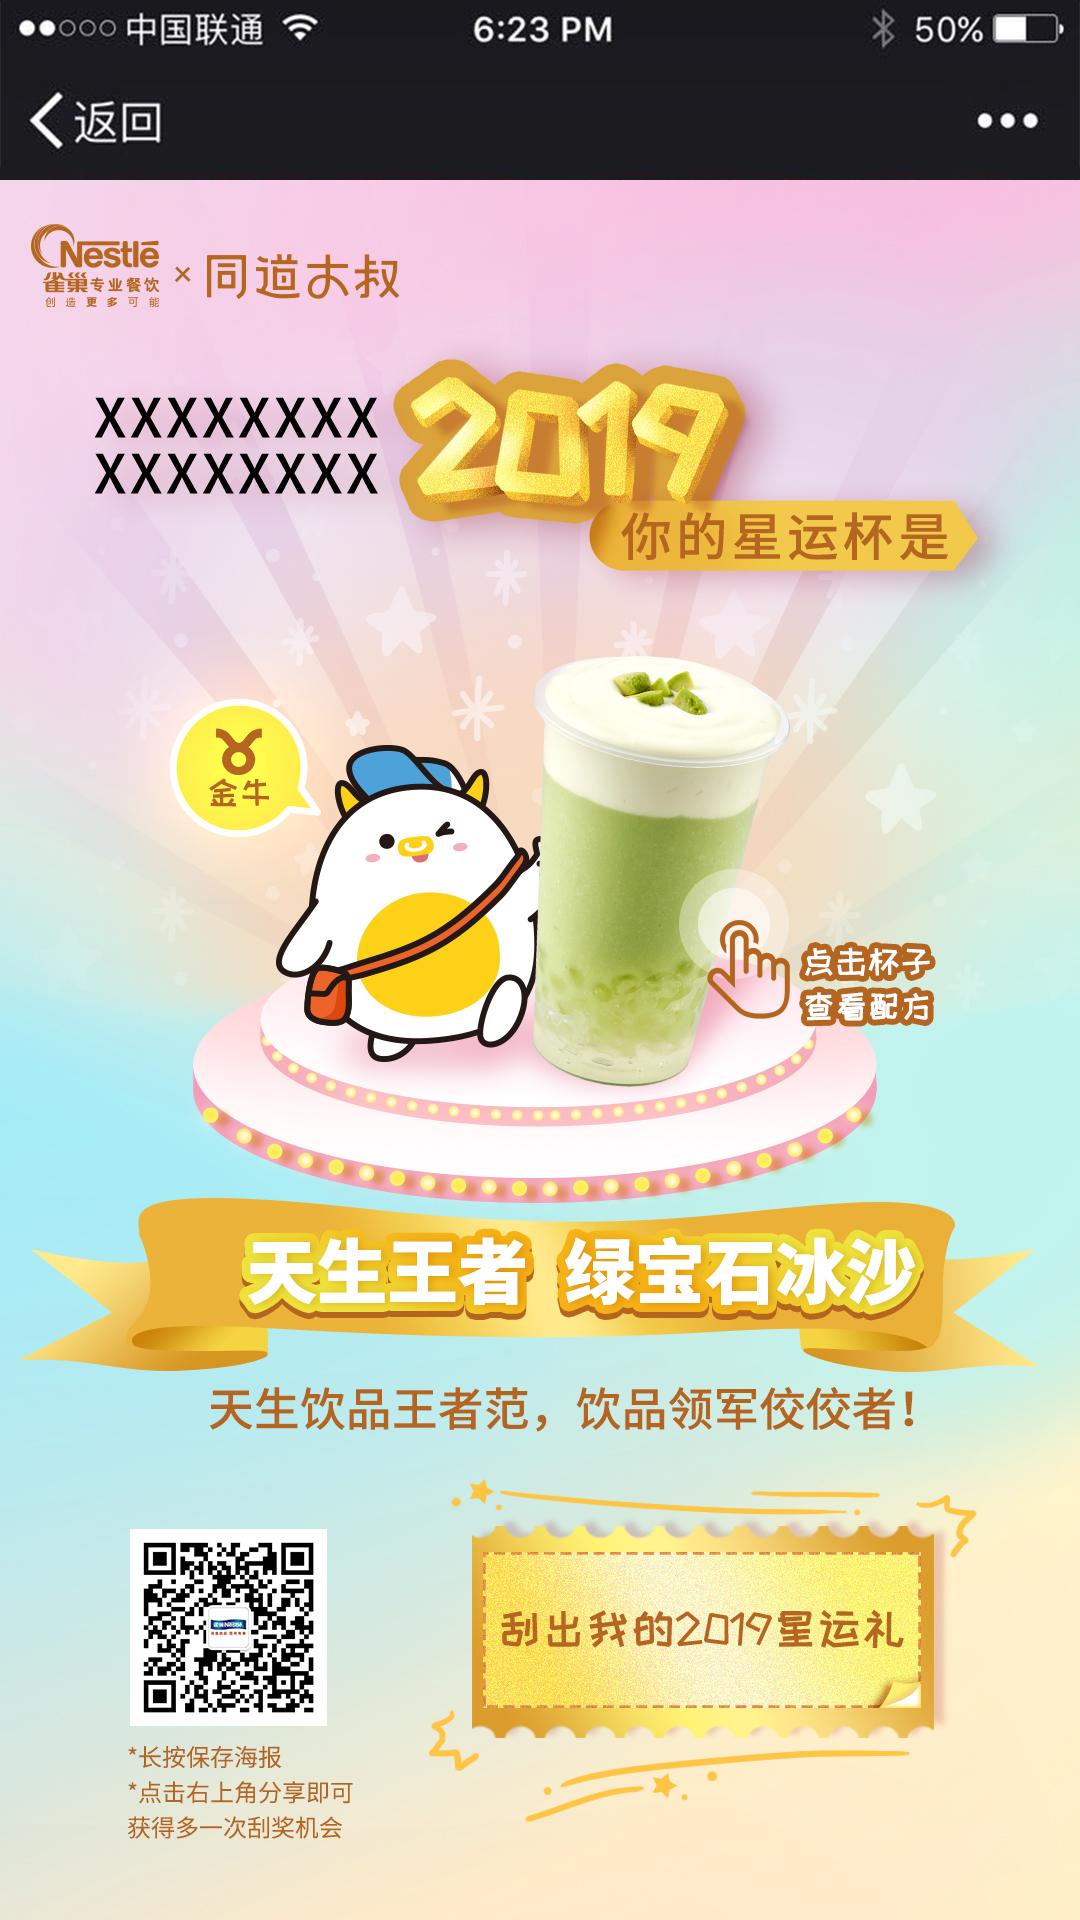 中国联通
6:23 PM
50%
返回
Nestlé
雀巢专业餐饮
创造更多可能
× 同道大叔
XXXXXXXX
XXXXXXXX
2019
你的星运杯是
金牛
点击杯子
查看配方
天生王者 绿宝石冰沙
天生饮品王者范，饮品领军佼佼者！
刮出我的2019星运礼
*长按保存海报
*点击右上角分享即可
获得多一次刮奖机会